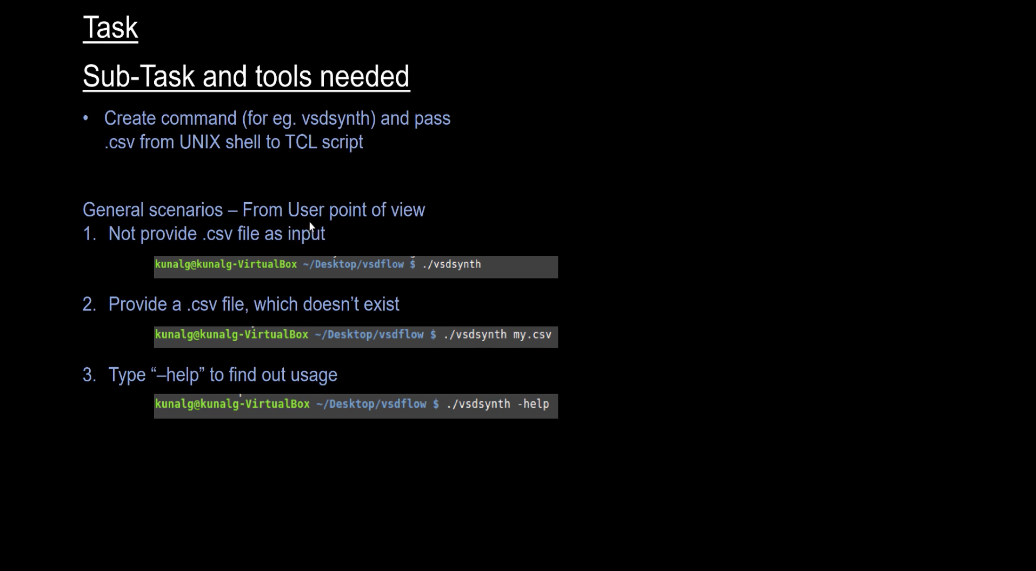 Task
Sub-Task and tools needed
• Create command (for eg. vsdsynth) and pass
.csv from UNIX shell to TCL script
General scenarios – From User point of view
1. Not provide .csv file as input
kunalg@kunalg-VirtualBox ~/Desktop/vsdflow $ ./vsdsynth
2. Provide a .csv file, which doesn’t exist
kunalg@kunalg-VirtualBox ~/Desktop/vsdflow $ ./vsdsynth my.csv
3. Type “–help” to find out usage
kunalg@kunalg-VirtualBox ~/Desktop/vsdflow $ ./vsdsynth -help